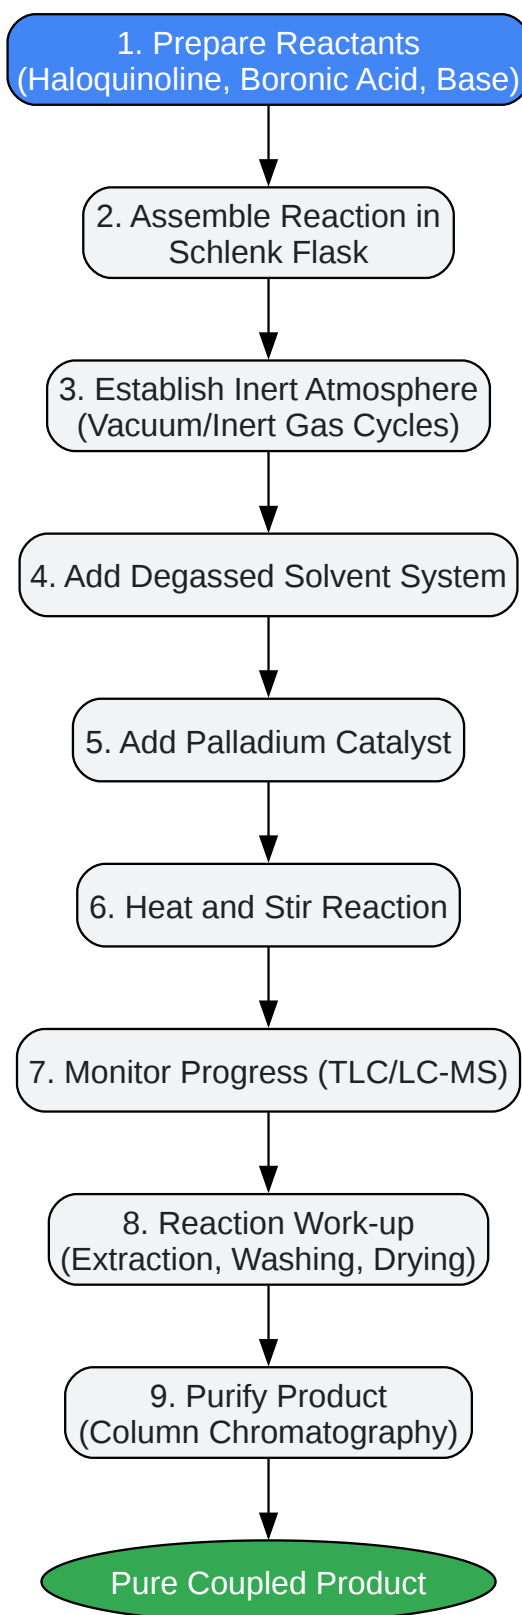 1. Prepare Reactants
(Haloquinoline, Boronic Acid, Base)
2. Assemble Reaction in
Schlenk Flask
3. Establish Inert Atmosphere
(Vacuum/Inert Gas Cycles)
4. Add Degassed Solvent System
5. Add Palladium Catalyst
6. Heat and Stir Reaction
7. Monitor Progress (TLC/LC-MS)
8. Reaction Work-up
(Extraction, Washing, Drying)
9. Purify Product
(Column Chromatography)
Pure Coupled Product